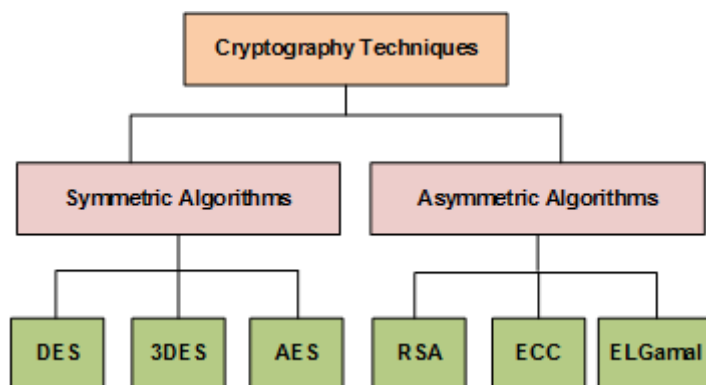 Cryptography Techniques
Symmetric Algorithms
Asymmetric Algorithms
DES
3DES
AES
RSA
ECC
ELGamal